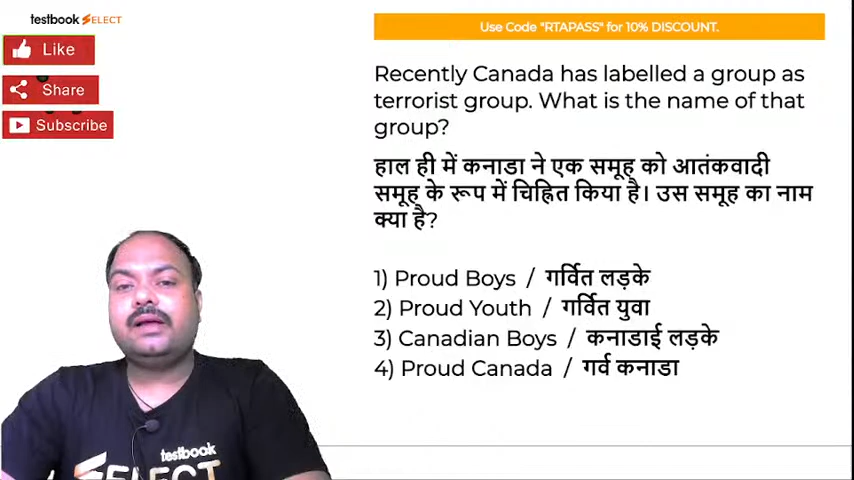 testbook SELECT
Use Code "RTAPASS" for 10% DISCOUNT.
Like
Share
Subscribe
Recently Canada has labelled a group as
terrorist group. What is the name of that
group?
हाल ही में कनाडा ने एक समूह को आतंकवादी
समूह के रूप में चिह्नित किया है। उस समूह का नाम
क्या है?
1) Proud Boys / गर्वित लड़के
2) Proud Youth / गर्वित युवा
3) Canadian Boys / कनाडाई लड़के
4) Proud Canada / गर्व कनाडा
testbook
SELECT